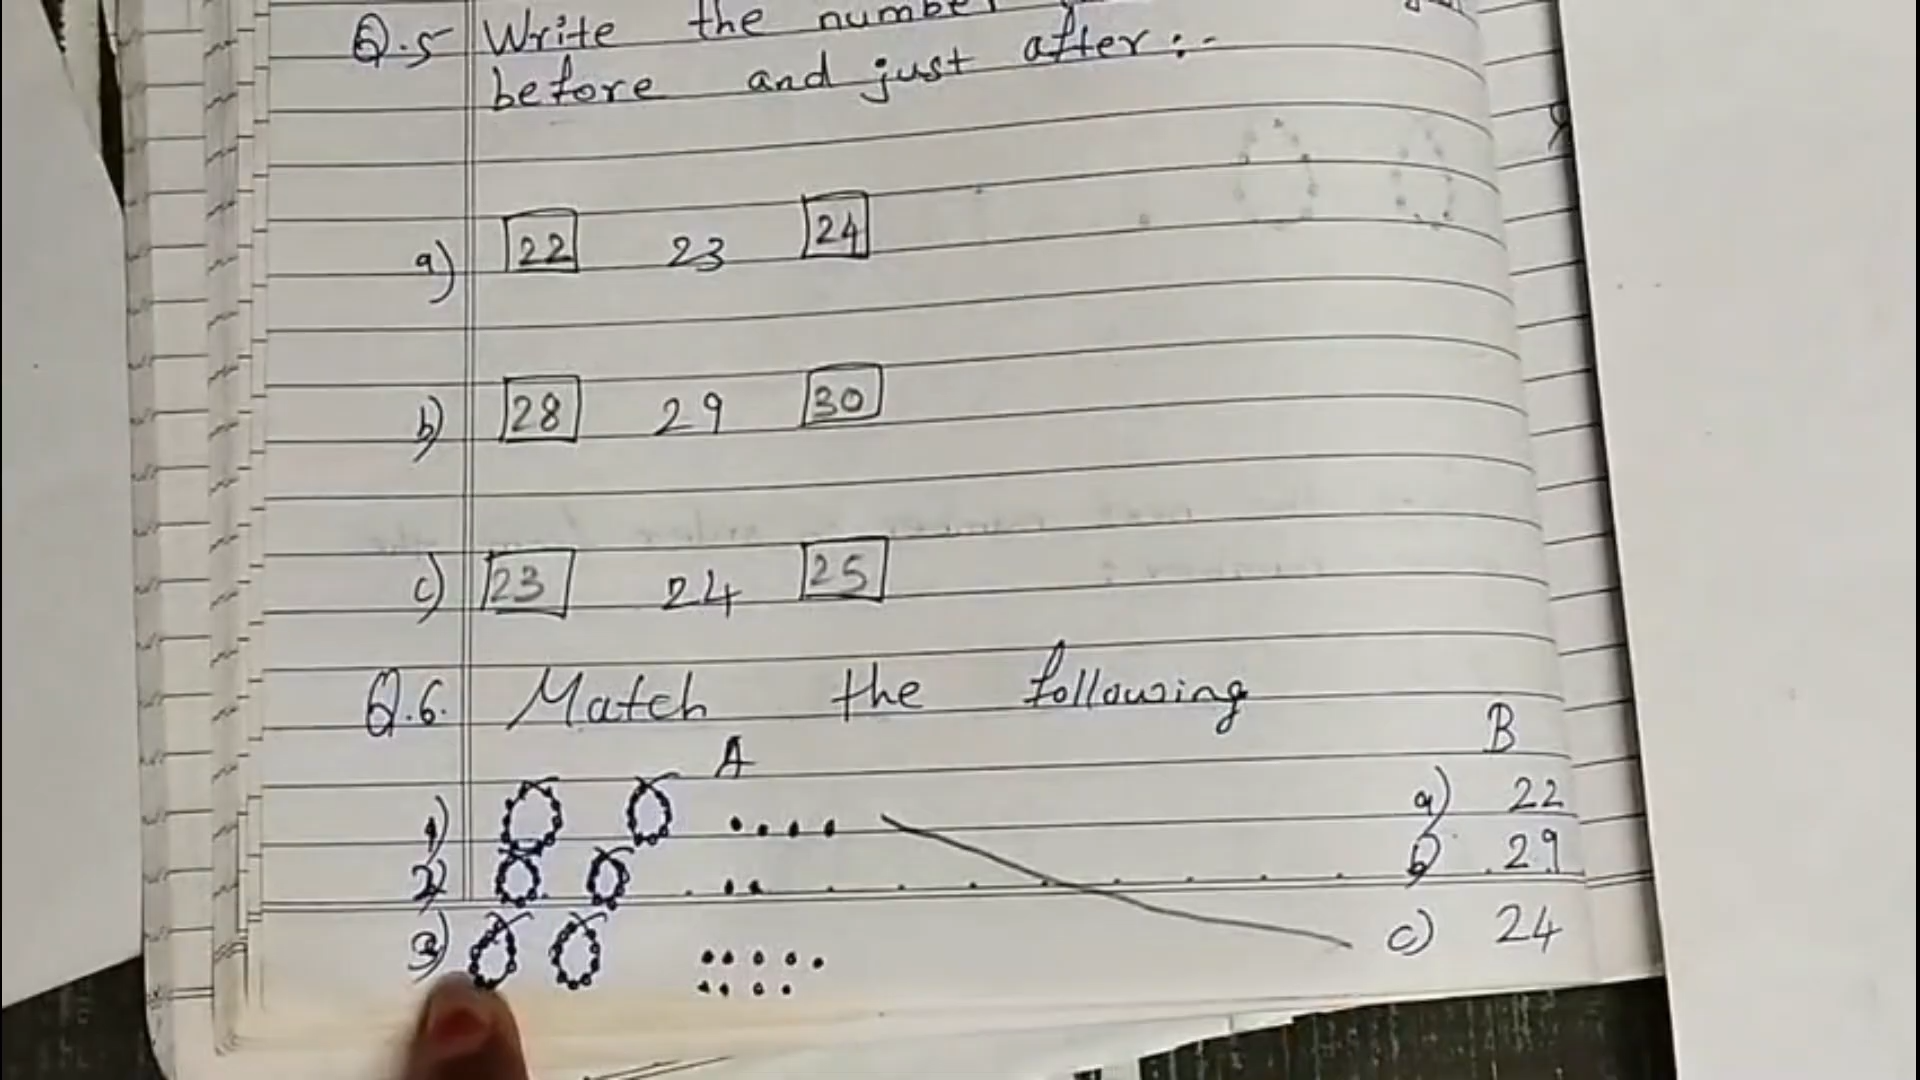 Q.5 Write the number
before and just after :-
a) 22 23 24
b) 28 29 30
c) 23 24 25
Q.6. Match the following
A B
1) a) 22
2) b) 29
3) c) 24